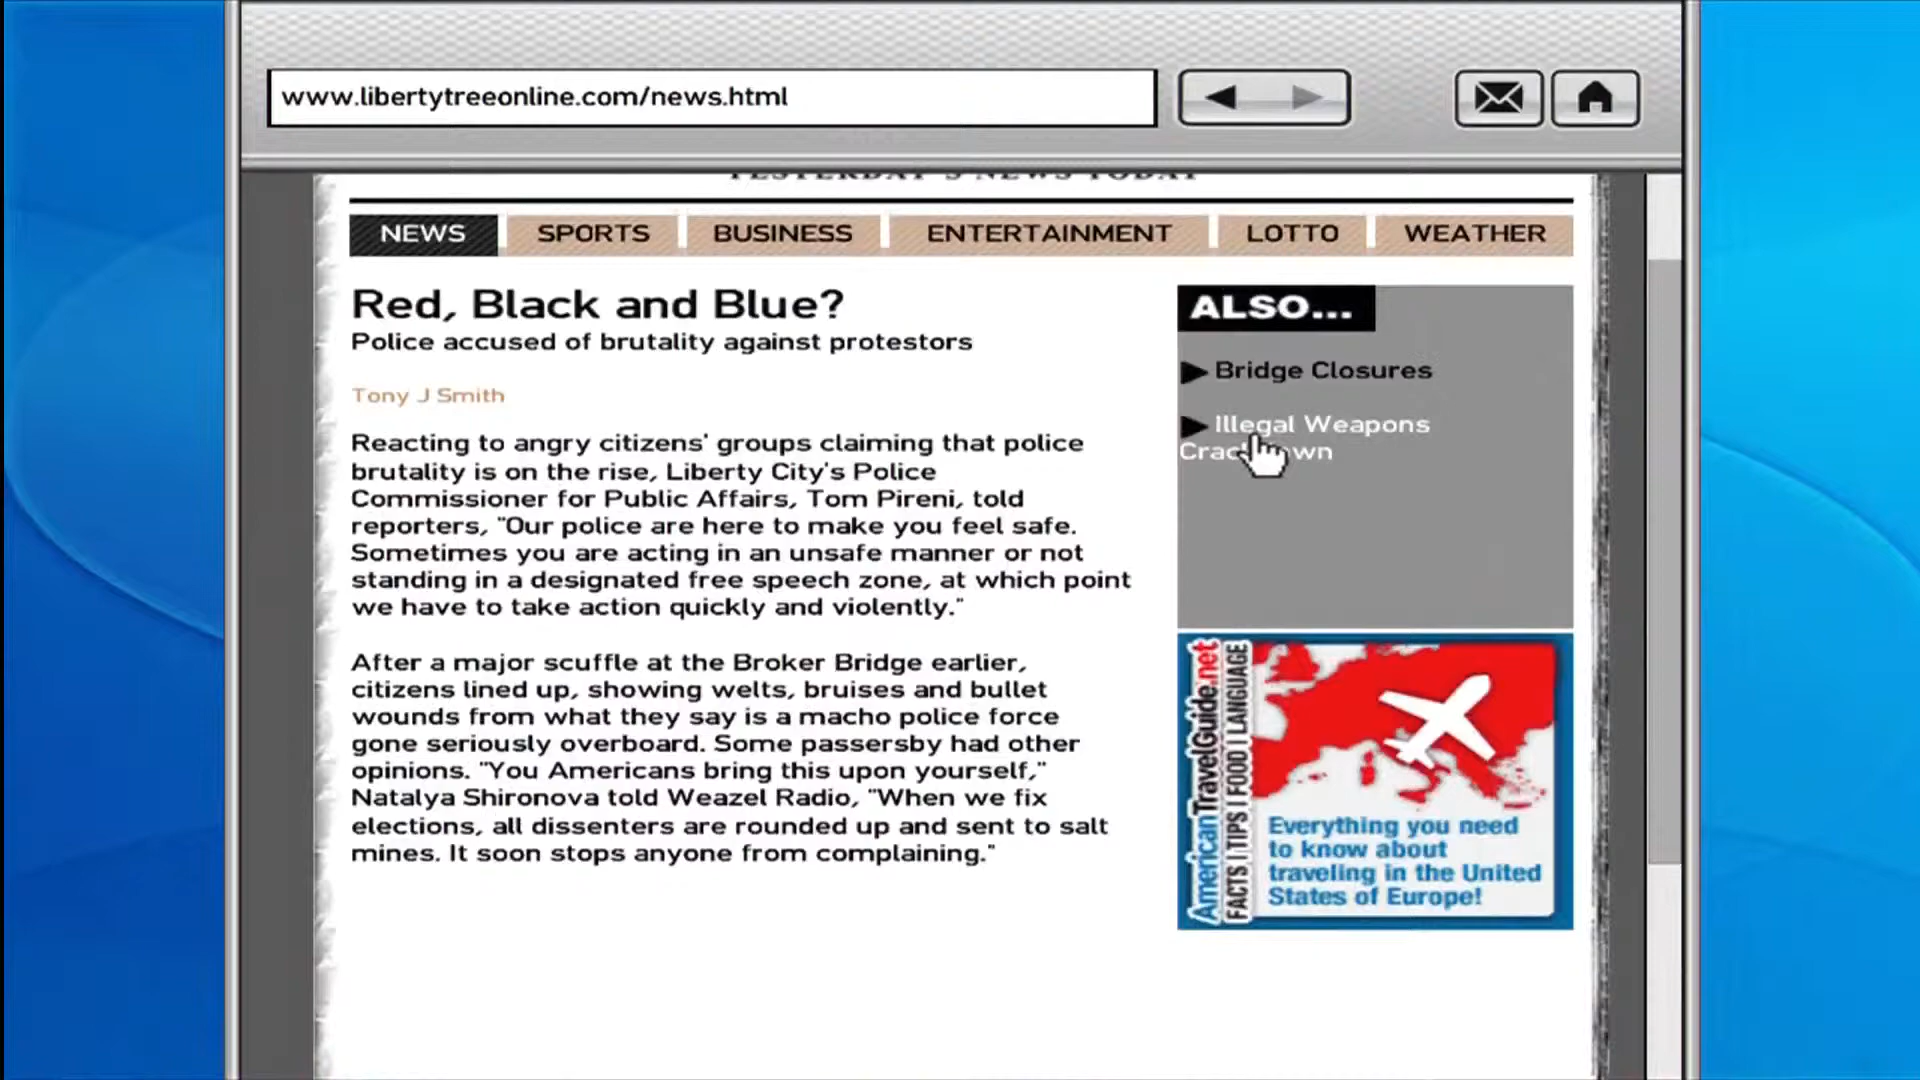 www.libertytreeonline.com/news.html
YESTERDAY'S NEWS TODAY
NEWS SPORTS BUSINESS ENTERTAINMENT LOTTO WEATHER
Red, Black and Blue?
Police accused of brutality against protestors
Tony J Smith
Reacting to angry citizens' groups claiming that police
brutality is on the rise, Liberty City's Police
Commissioner for Public Affairs, Tom Pireni, told
reporters, "Our police are here to make you feel safe.
Sometimes you are acting in an unsafe manner or not
standing in a designated free speech zone, at which point
we have to take action quickly and violently."
After a major scuffle at the Broker Bridge earlier,
citizens lined up, showing welts, bruises and bullet
wounds from what they say is a macho police force
gone seriously overboard. Some passersby had other
opinions. "You Americans bring this upon yourself,"
Natalya Shironova told Weazel Radio, "When we fix
elections, all dissenters are rounded up and sent to salt
mines. It soon stops anyone from complaining."
ALSO...
Bridge Closures
Illegal Weapons
Crackdown
AmericanTravelGuide.net
FACTS | TIPS | FOOD | LANGUAGE
Everything you need
to know about
traveling in the United
States of Europe!